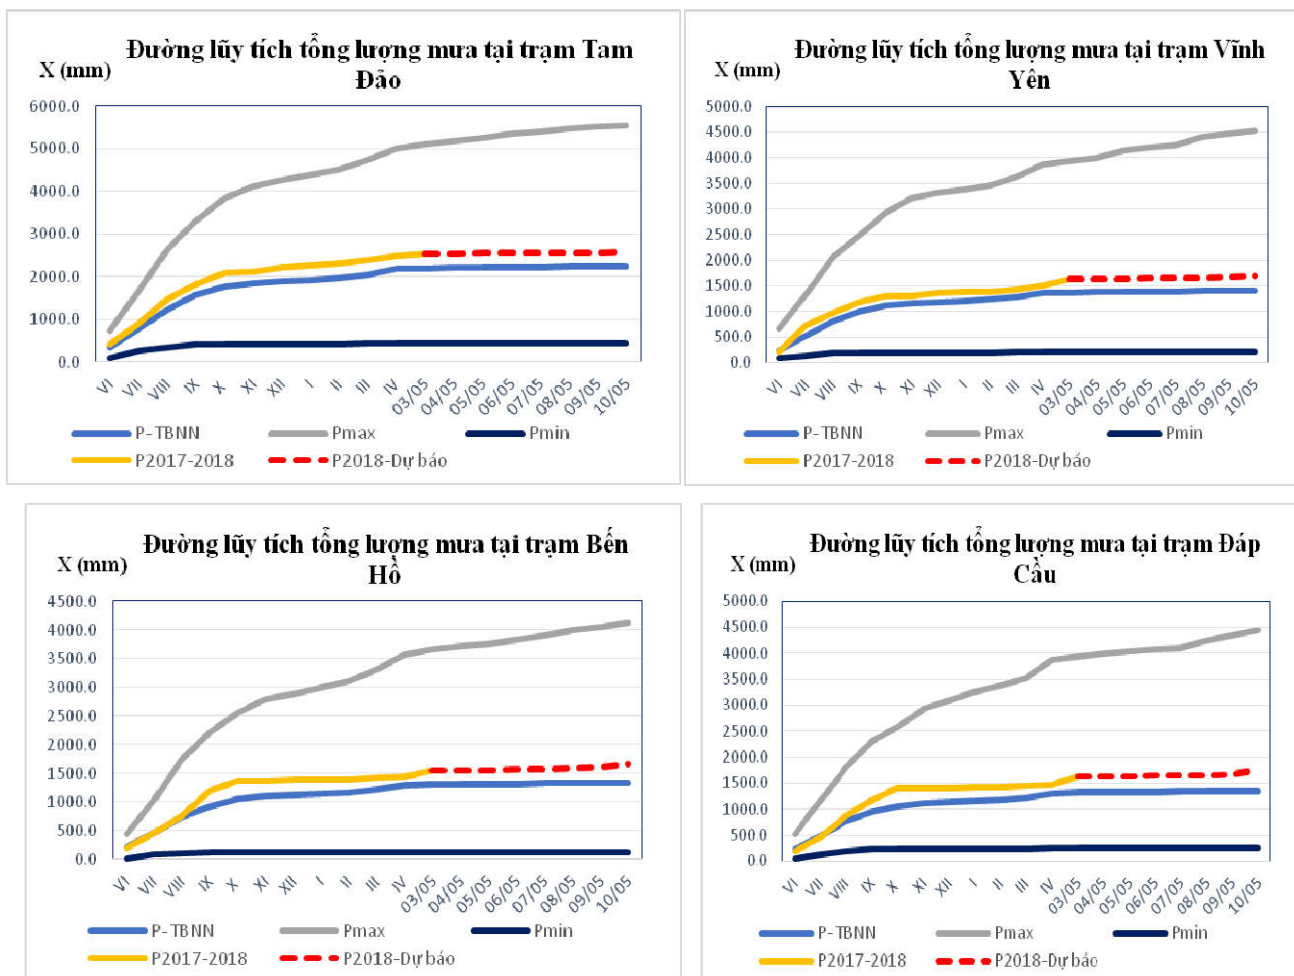 Đường lũy tích tổng lượng mưa tại trạm Tam
Đảo
X (mm)
6000.0
5000.0
4000.0
3000.0
2000.0
1000.0
0.0
VI VII VIII IX X XI XII I II III IV 03/05 04/05 05/05 06/05 07/05 08/05 09/05 10/05
P-TBNN Pmax Pmin
P2017-2018 P2018-Dự báo
Đường lũy tích tổng lượng mưa tại trạm Vĩnh
Yên
X (mm)
5000.0
4500.0
4000.0
3500.0
3000.0
2500.0
2000.0
1500.0
1000.0
500.0
0.0
VI VII VIII IX X XI XII I II III IV 03/05 04/05 05/05 06/05 07/05 08/05 09/05 10/05
P-TBNN Pmax Pmin
P2017-2018 P2018-Dự báo
Đường lũy tích tổng lượng mưa tại trạm Bến
Hồ
X (mm)
4500.0
4000.0
3500.0
3000.0
2500.0
2000.0
1500.0
1000.0
500.0
0.0
VI VII VIII IX X XI XII I II III IV 03/05 04/05 05/05 06/05 07/05 08/05 09/05 10/05
P-TBNN Pmax Pmin
P2017-2018 P2018-Dự báo
Đường lũy tích tổng lượng mưa tại trạm Đáp
Cầu
X (mm)
5000.0
4500.0
4000.0
3500.0
3000.0
2500.0
2000.0
1500.0
1000.0
500.0
0.0
VI VII VIII IX X XI XII I II III IV 03/05 04/05 05/05 06/05 07/05 08/05 09/05 10/05
P-TBNN Pmax Pmin
P2017-2018 P2018-Dự báo